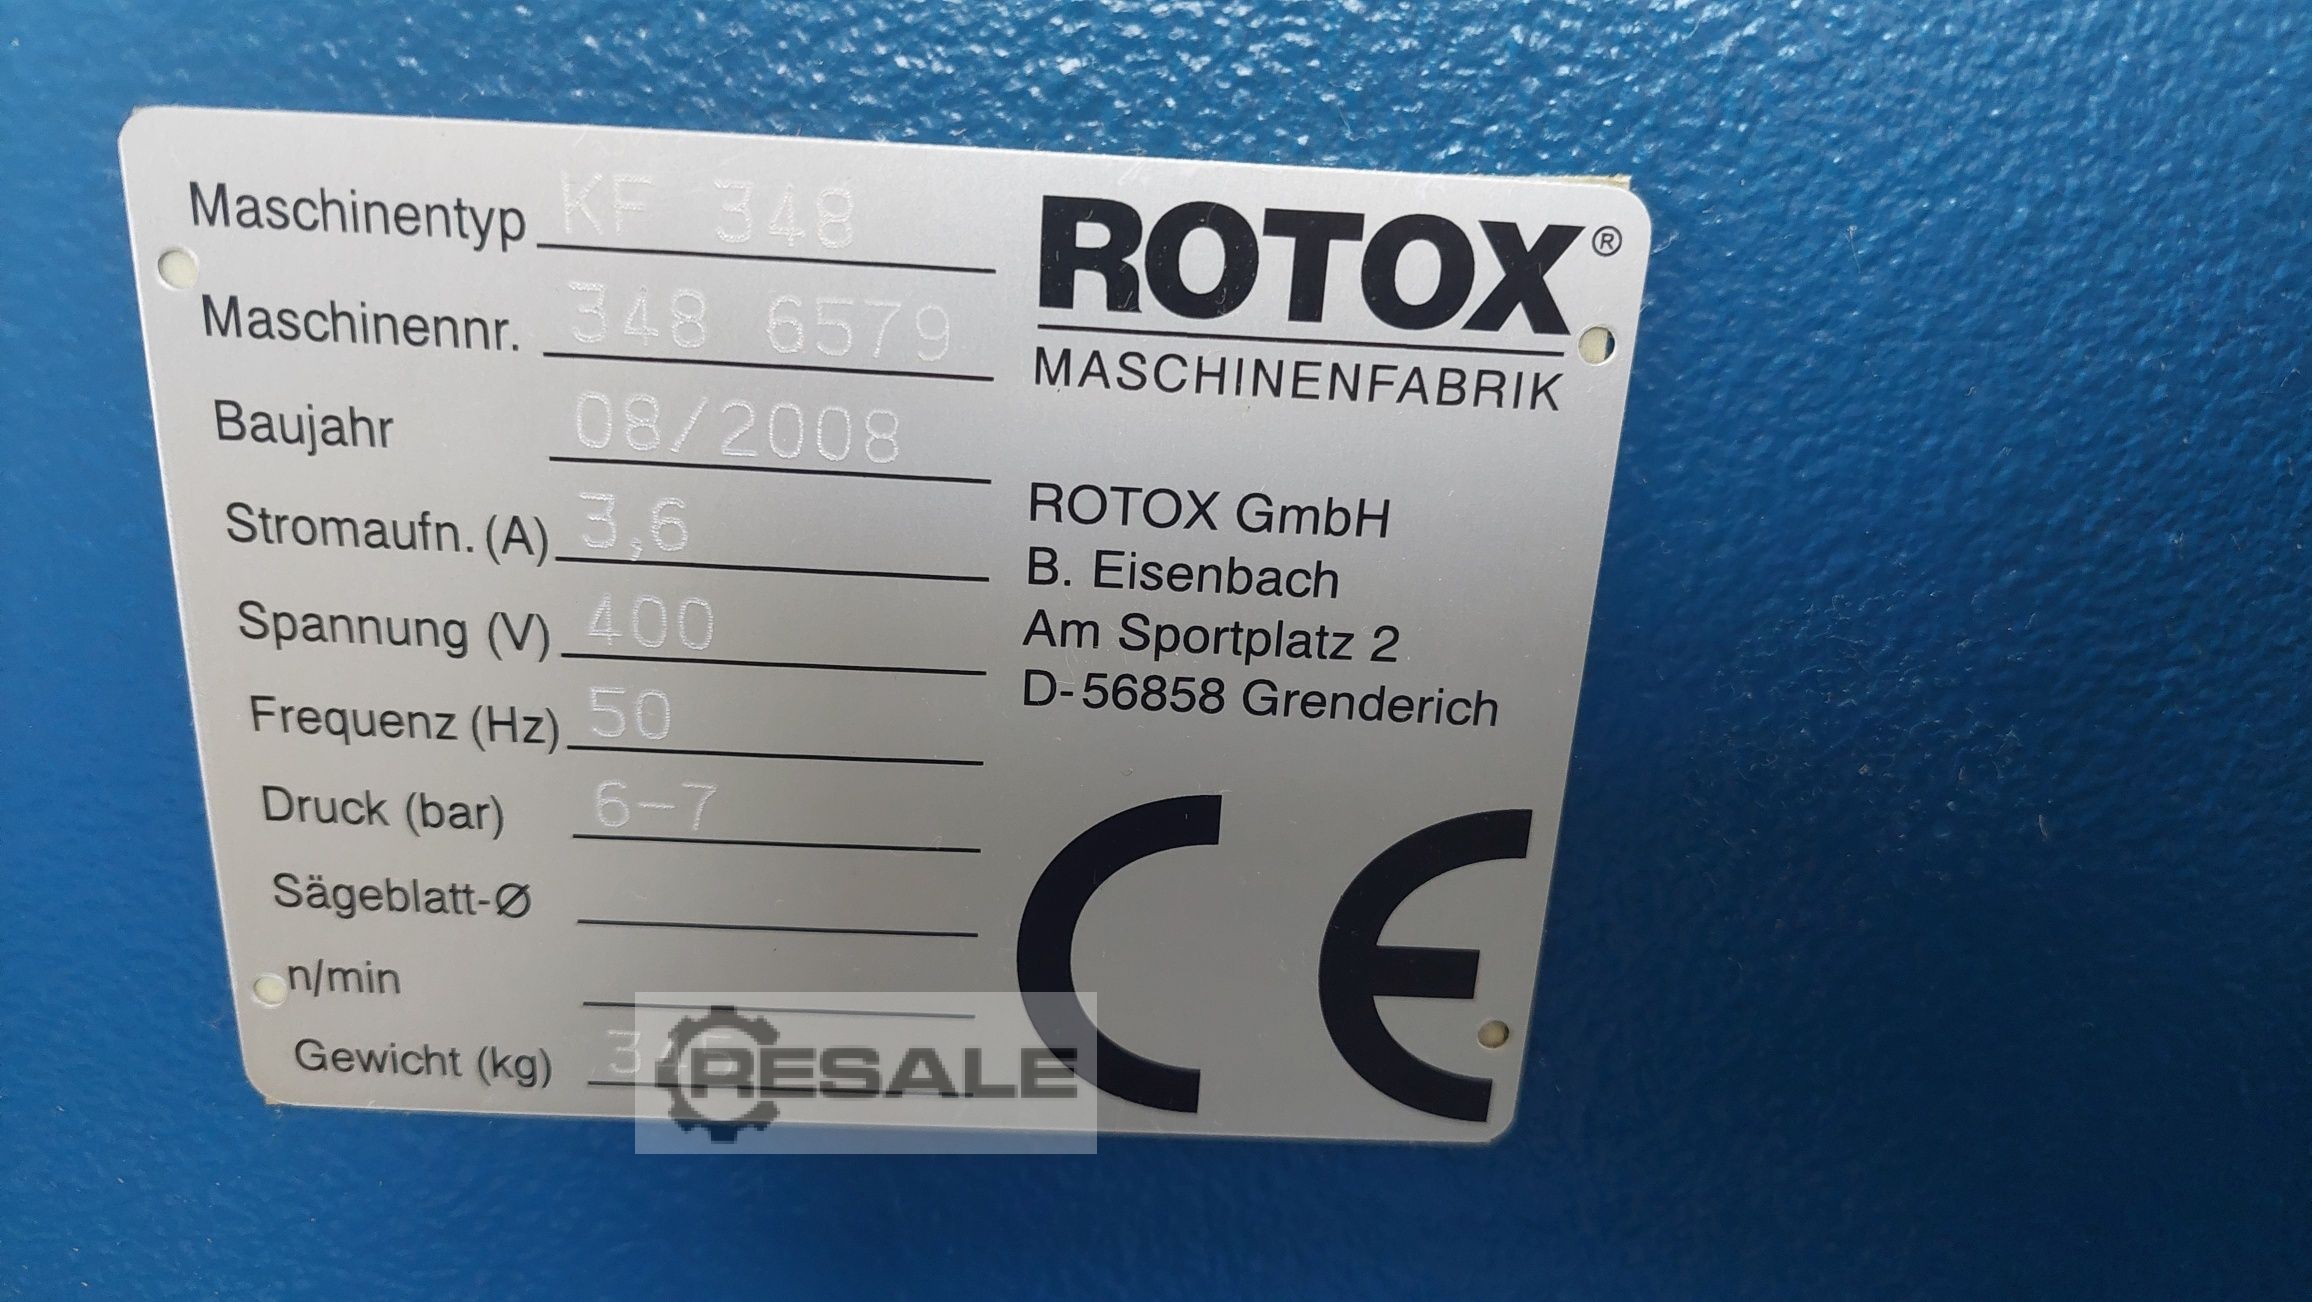 Maschinentyp KF 348
Maschinennr. 348 6579
Baujahr 08/2008
Stromaufn. (A) 3,6
Spannung (V) 400
Frequenz (Hz) 50
Druck (bar) 6-7
Sägeblatt-Ø
n/min
Gewicht (kg)
ROTOX®
MASCHINENFABRIK
ROTOX GmbH
B. Eisenbach
Am Sportplatz 2
D-56858 Grenderich
CE
RESALE